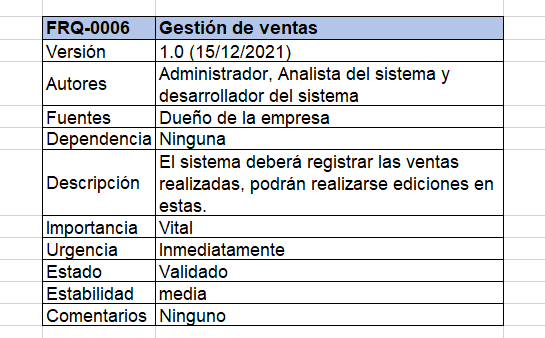 FRQ-0006 Gestión de ventas
Versión 1.0 (15/12/2021)
Autores Administrador, Analista del sistema y
desarrollador del sistema
Fuentes Dueño de la empresa
Dependencia Ninguna
Descripción El sistema deberá registrar las ventas
realizadas, podrán realizarse ediciones en
estas.
Importancia Vital
Urgencia Inmediatamente
Estado Validado
Estabilidad media
Comentarios Ninguno